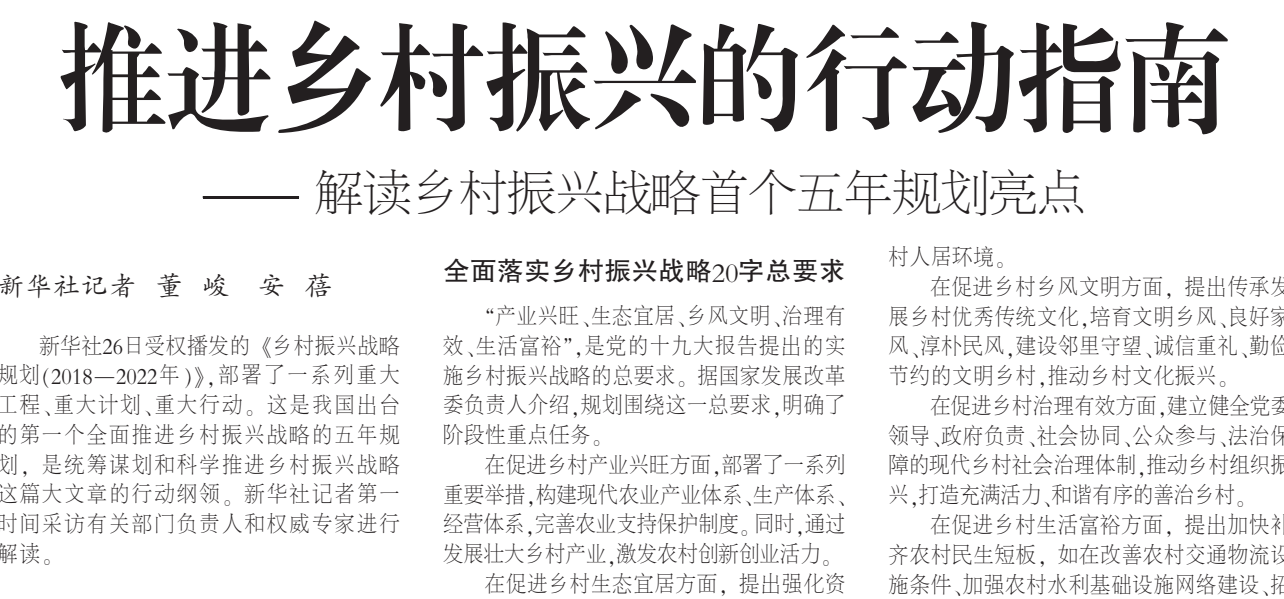 推进乡村振兴的行动指南
——解读乡村振兴战略首个五年规划亮点
新华社记者 董 峻 安 蓓
新华社26日受权播发的《乡村振兴战略
规划(2018—2022年)》,部署了一系列重大
工程、重大计划、重大行动。这是我国出台
的第一个全面推进乡村振兴战略的五年规
划，是统筹谋划和科学推进乡村振兴战略
这篇大文章的行动纲领。新华社记者第一
时间采访有关部门负责人和权威专家进行
解读。
全面落实乡村振兴战略20字总要求
“产业兴旺、生态宜居、乡风文明、治理有
效、生活富裕”,是党的十九大报告提出的实
施乡村振兴战略的总要求。据国家发展改革
委负责人介绍,规划围绕这一总要求,明确了
阶段性重点任务。
在促进乡村产业兴旺方面,部署了一系列
重要举措,构建现代农业产业体系、生产体系、
经营体系,完善农业支持保护制度。同时,通过
发展壮大乡村产业,激发农村创新创业活力。
在促进乡村生态宜居方面，提出强化资
村人居环境。
在促进乡村乡风文明方面，提出传承发
展乡村优秀传统文化,培育文明乡风、良好家
风、淳朴民风,建设邻里守望、诚信重礼、勤俭
节约的文明乡村,推动乡村文化振兴。
在促进乡村治理有效方面,建立健全党委
领导、政府负责、社会协同、公众参与、法治保
障的现代乡村社会治理体制,推动乡村组织振
兴,打造充满活力、和谐有序的善治乡村。
在促进乡村生活富裕方面，提出加快补
齐农村民生短板，如在改善农村交通物流设
施条件、加强农村水利基础设施网络建设、拓